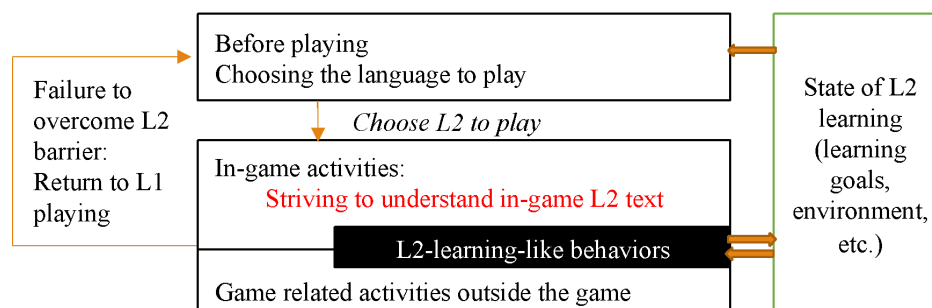 Before playing
Choosing the language to play
Failure to
overcome L2
barrier:
Return to L1
playing
Choose L2 to play
In-game activities:
Striving to understand in-game L2 text
L2-learning-like behaviors
Game related activities outside the game
State of L2
learning
(learning
goals,
environment,
etc.)